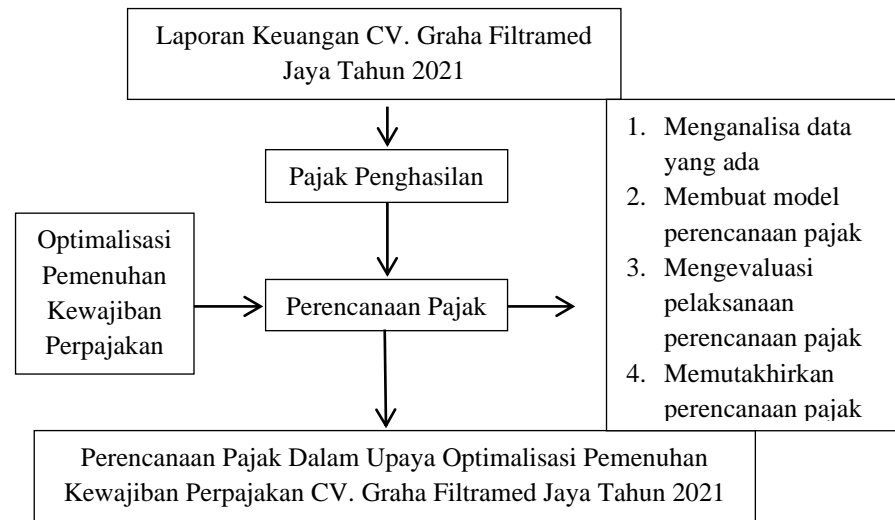 Laporan Keuangan CV. Graha Filtramed
Jaya Tahun 2021
Pajak Penghasilan
Optimalisasi
Pemenuhan
Kewajiban
Perpajakan
Perencanaan Pajak
1. Menganalisa data
yang ada
2. Membuat model
perencanaan pajak
3. Mengevaluasi
pelaksanaan
perencanaan pajak
4. Memutakhirkan
perencanaan pajak
Perencanaan Pajak Dalam Upaya Optimalisasi Pemenuhan
Kewajiban Perpajakan CV. Graha Filtramed Jaya Tahun 2021